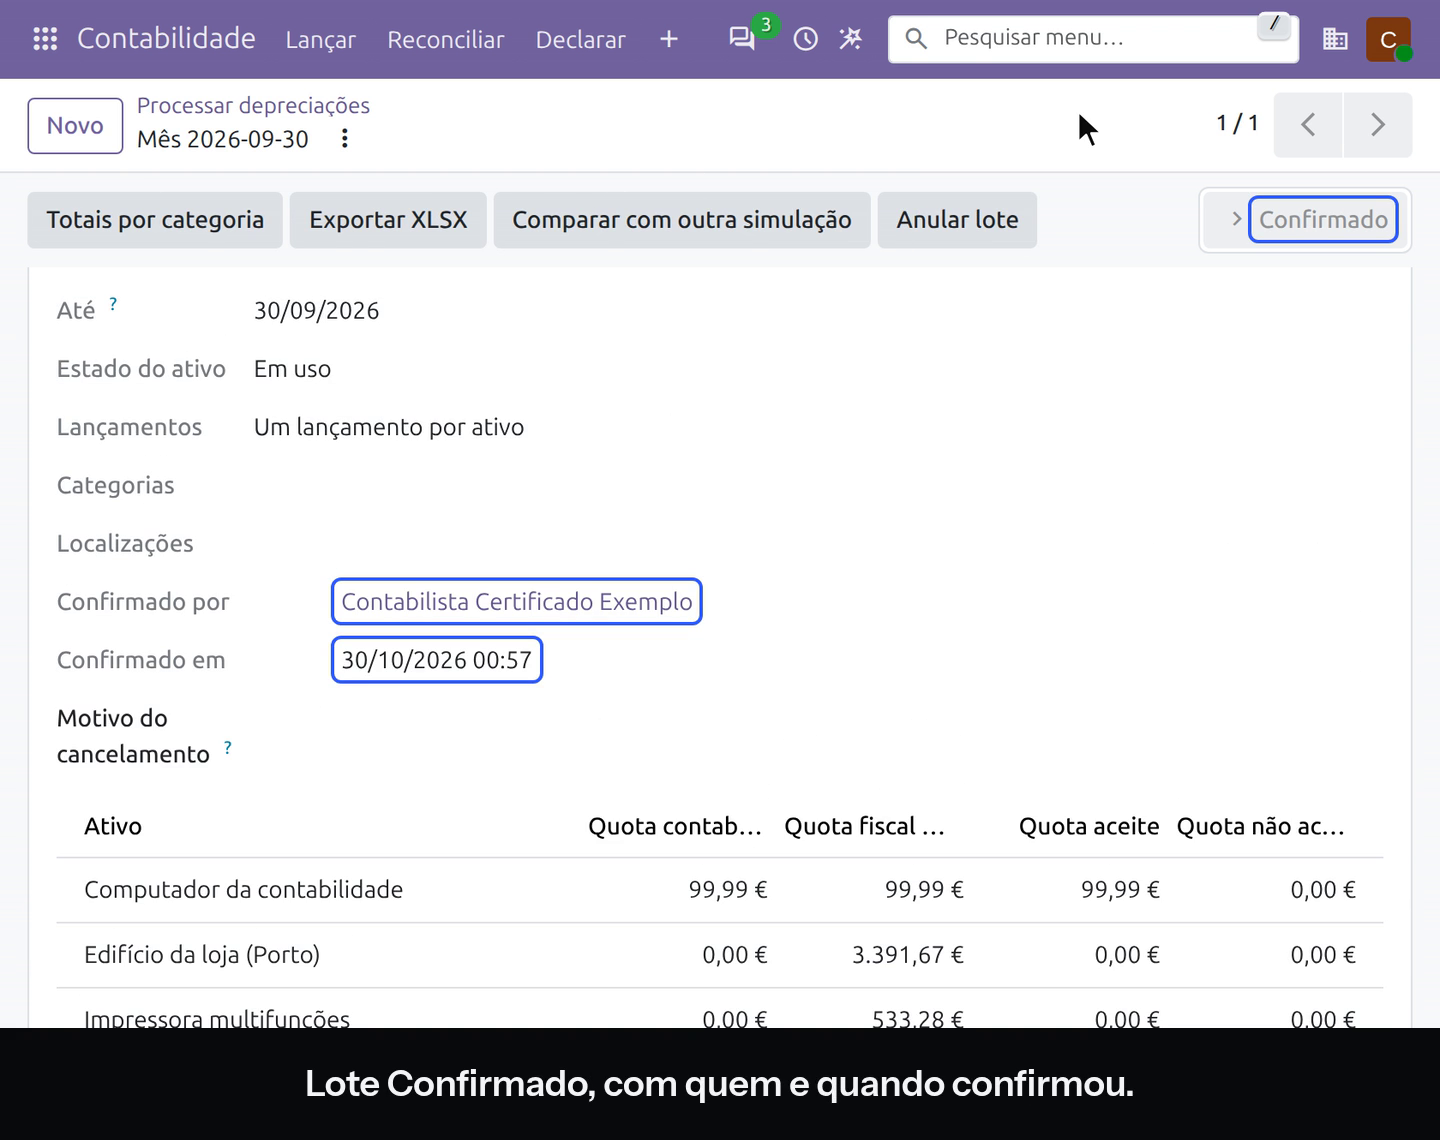 Contabilidade Lançar Reconciliar Declarar + 3 Pesquisar menu... / C
Novo Processar depreciações
Mês 2026-09-30
1 / 1
Totais por categoria Exportar XLSX Comparar com outra simulação Anular lote Confirmado
Até ? 30/09/2026
Estado do ativo Em uso
Lançamentos Um lançamento por ativo
Categorias
Localizações
Confirmado por Contabilista Certificado Exemplo
Confirmado em 30/10/2026 00:57
Motivo do
cancelamento ?
Ativo Quota contab... Quota fiscal ... Quota aceite Quota não ac...
Computador da contabilidade 99,99 € 99,99 € 99,99 € 0,00 €
Edifício da loja (Porto) 0,00 € 3.391,67 € 0,00 € 0,00 €
Impressora multifunções 0,00 € 533,28 € 0,00 € 0,00 €
Lote Confirmado, com quem e quando confirmou.